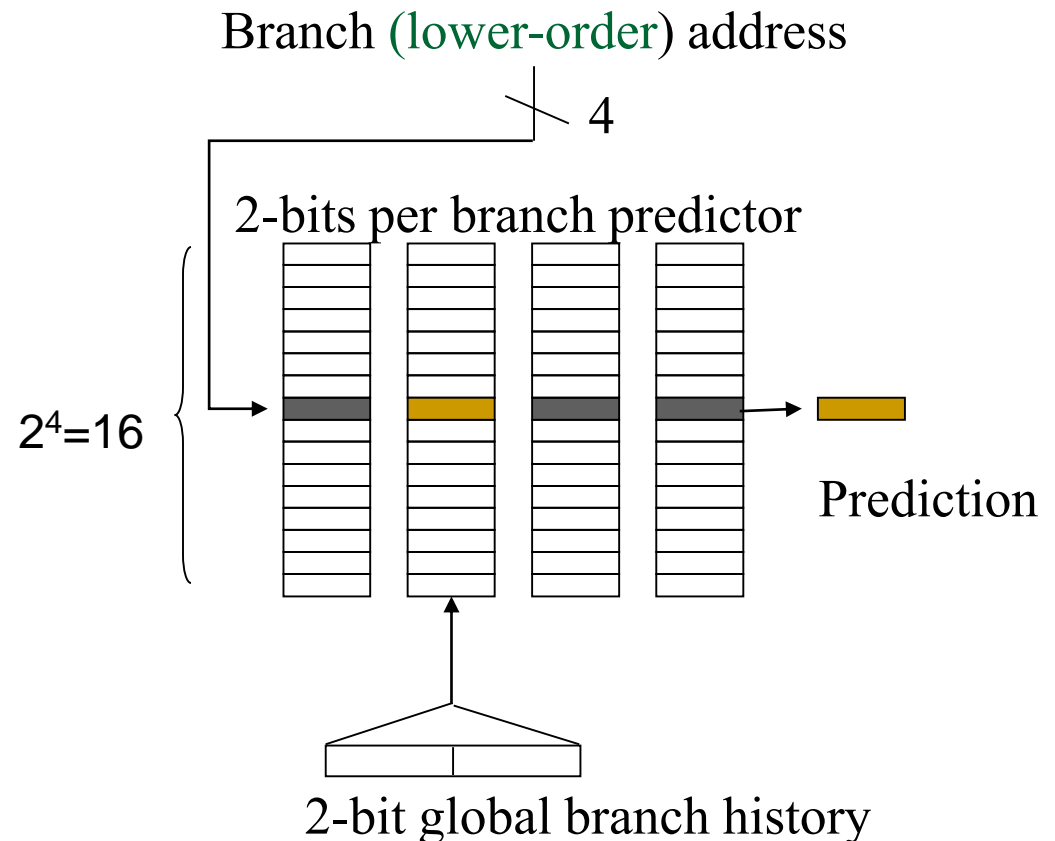 Branch (lower-order) address
4
2-bits per branch predictor
2⁴=16
Prediction
2-bit global branch history